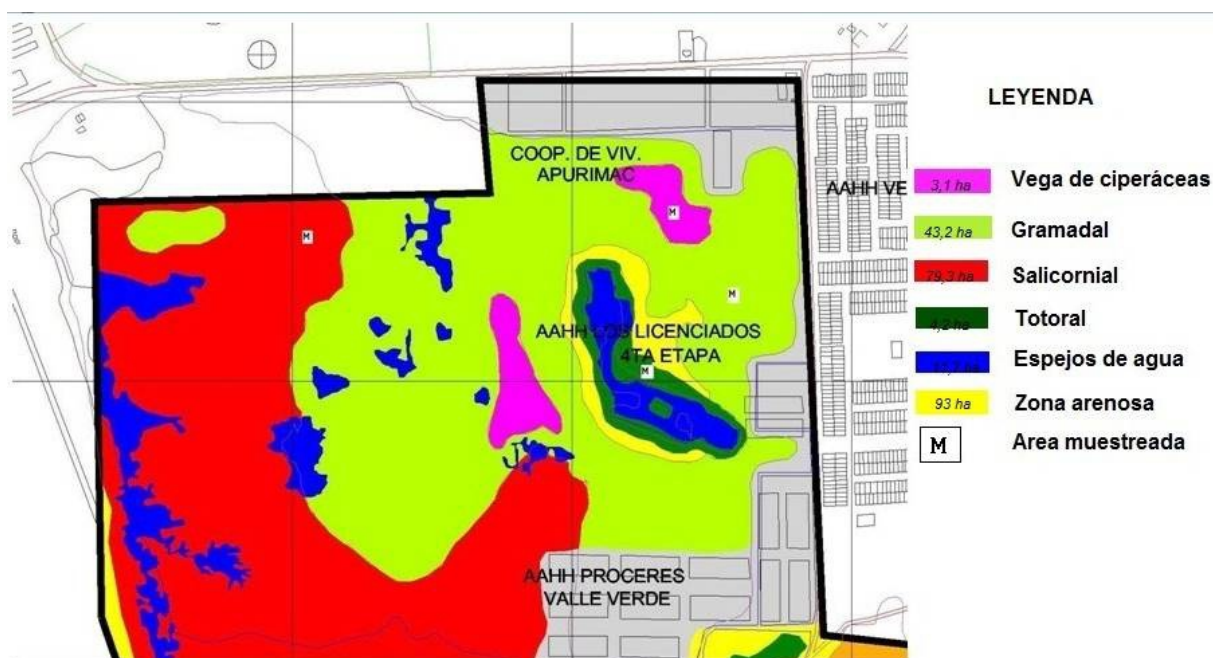 COOP. DE VIV.
APURIMAC
M
M
AAHH VE
M
AAHH LOS LICENCIADOS
4TA ETAPA
M
AAHH PROCERES
VALLE VERDE
LEYENDA
3,1 ha Vega de ciperáceas
43,2 ha Gramadal
79,3 ha Salicornial
4,2 ha Totoral
Espejos de agua
93 ha Zona arenosa
M Area muestreada